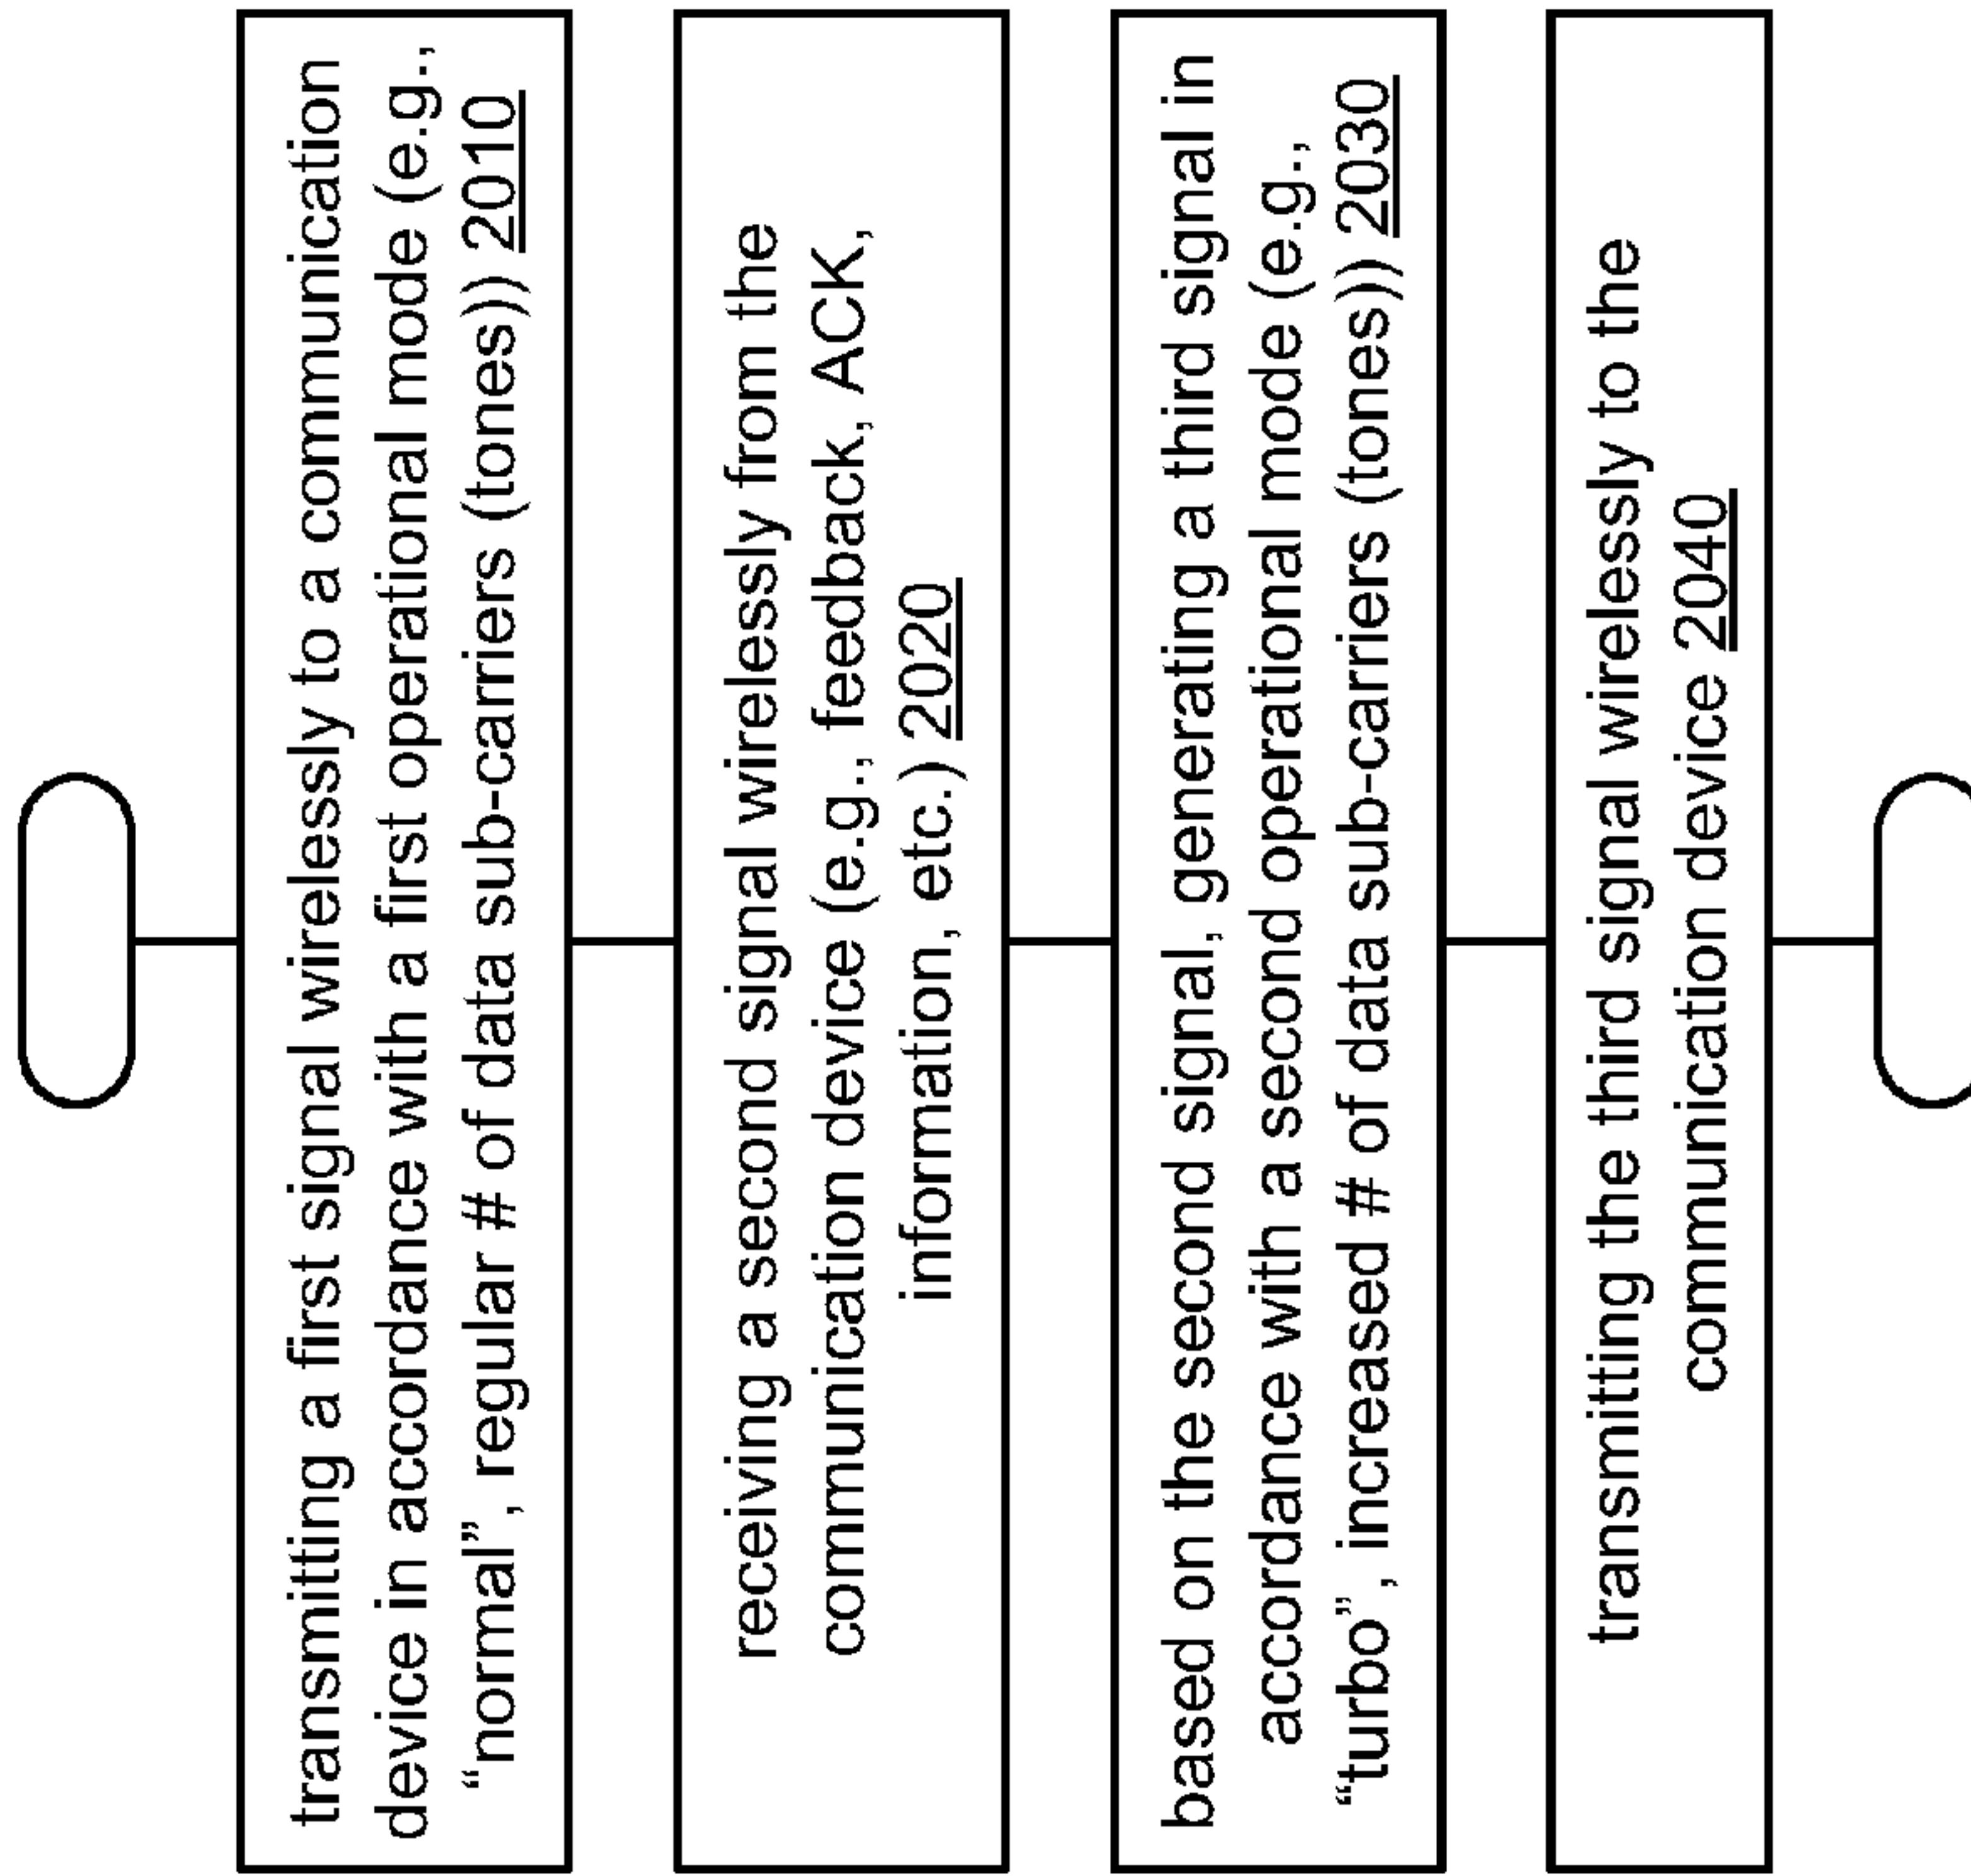 transmitting a first signal wirelessly to a communication
device in accordance with a first operational mode (e.g.,
“normal”, regular # of data sub-carriers (tones)) 2010
receiving a second signal wirelessly from the
communication device (e.g., feedback, ACK,
information, etc.) 2020
based on the second signal, generating a third signal in
accordance with a second operational mode (e.g.,
“turbo”, increased # of data sub-carriers (tones)) 2030
transmitting the third signal wirelessly to the
communication device 2040